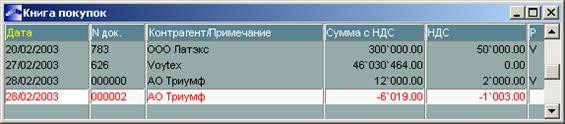 Книга покупок
Дата N док. Контрагент/Примечание Сумма с НДС НДС Р
20/02/2003 783 ООО Латэкс 300`000.00 50`000.00 V
27/02/2003 626 Voytex 46`030`464.00 0.00
28/02/2003 000000 АО Триумф 12`000.00 2`000.00 V
28/02/2003 000002 АО Триумф -6`019.00 -1`003.00